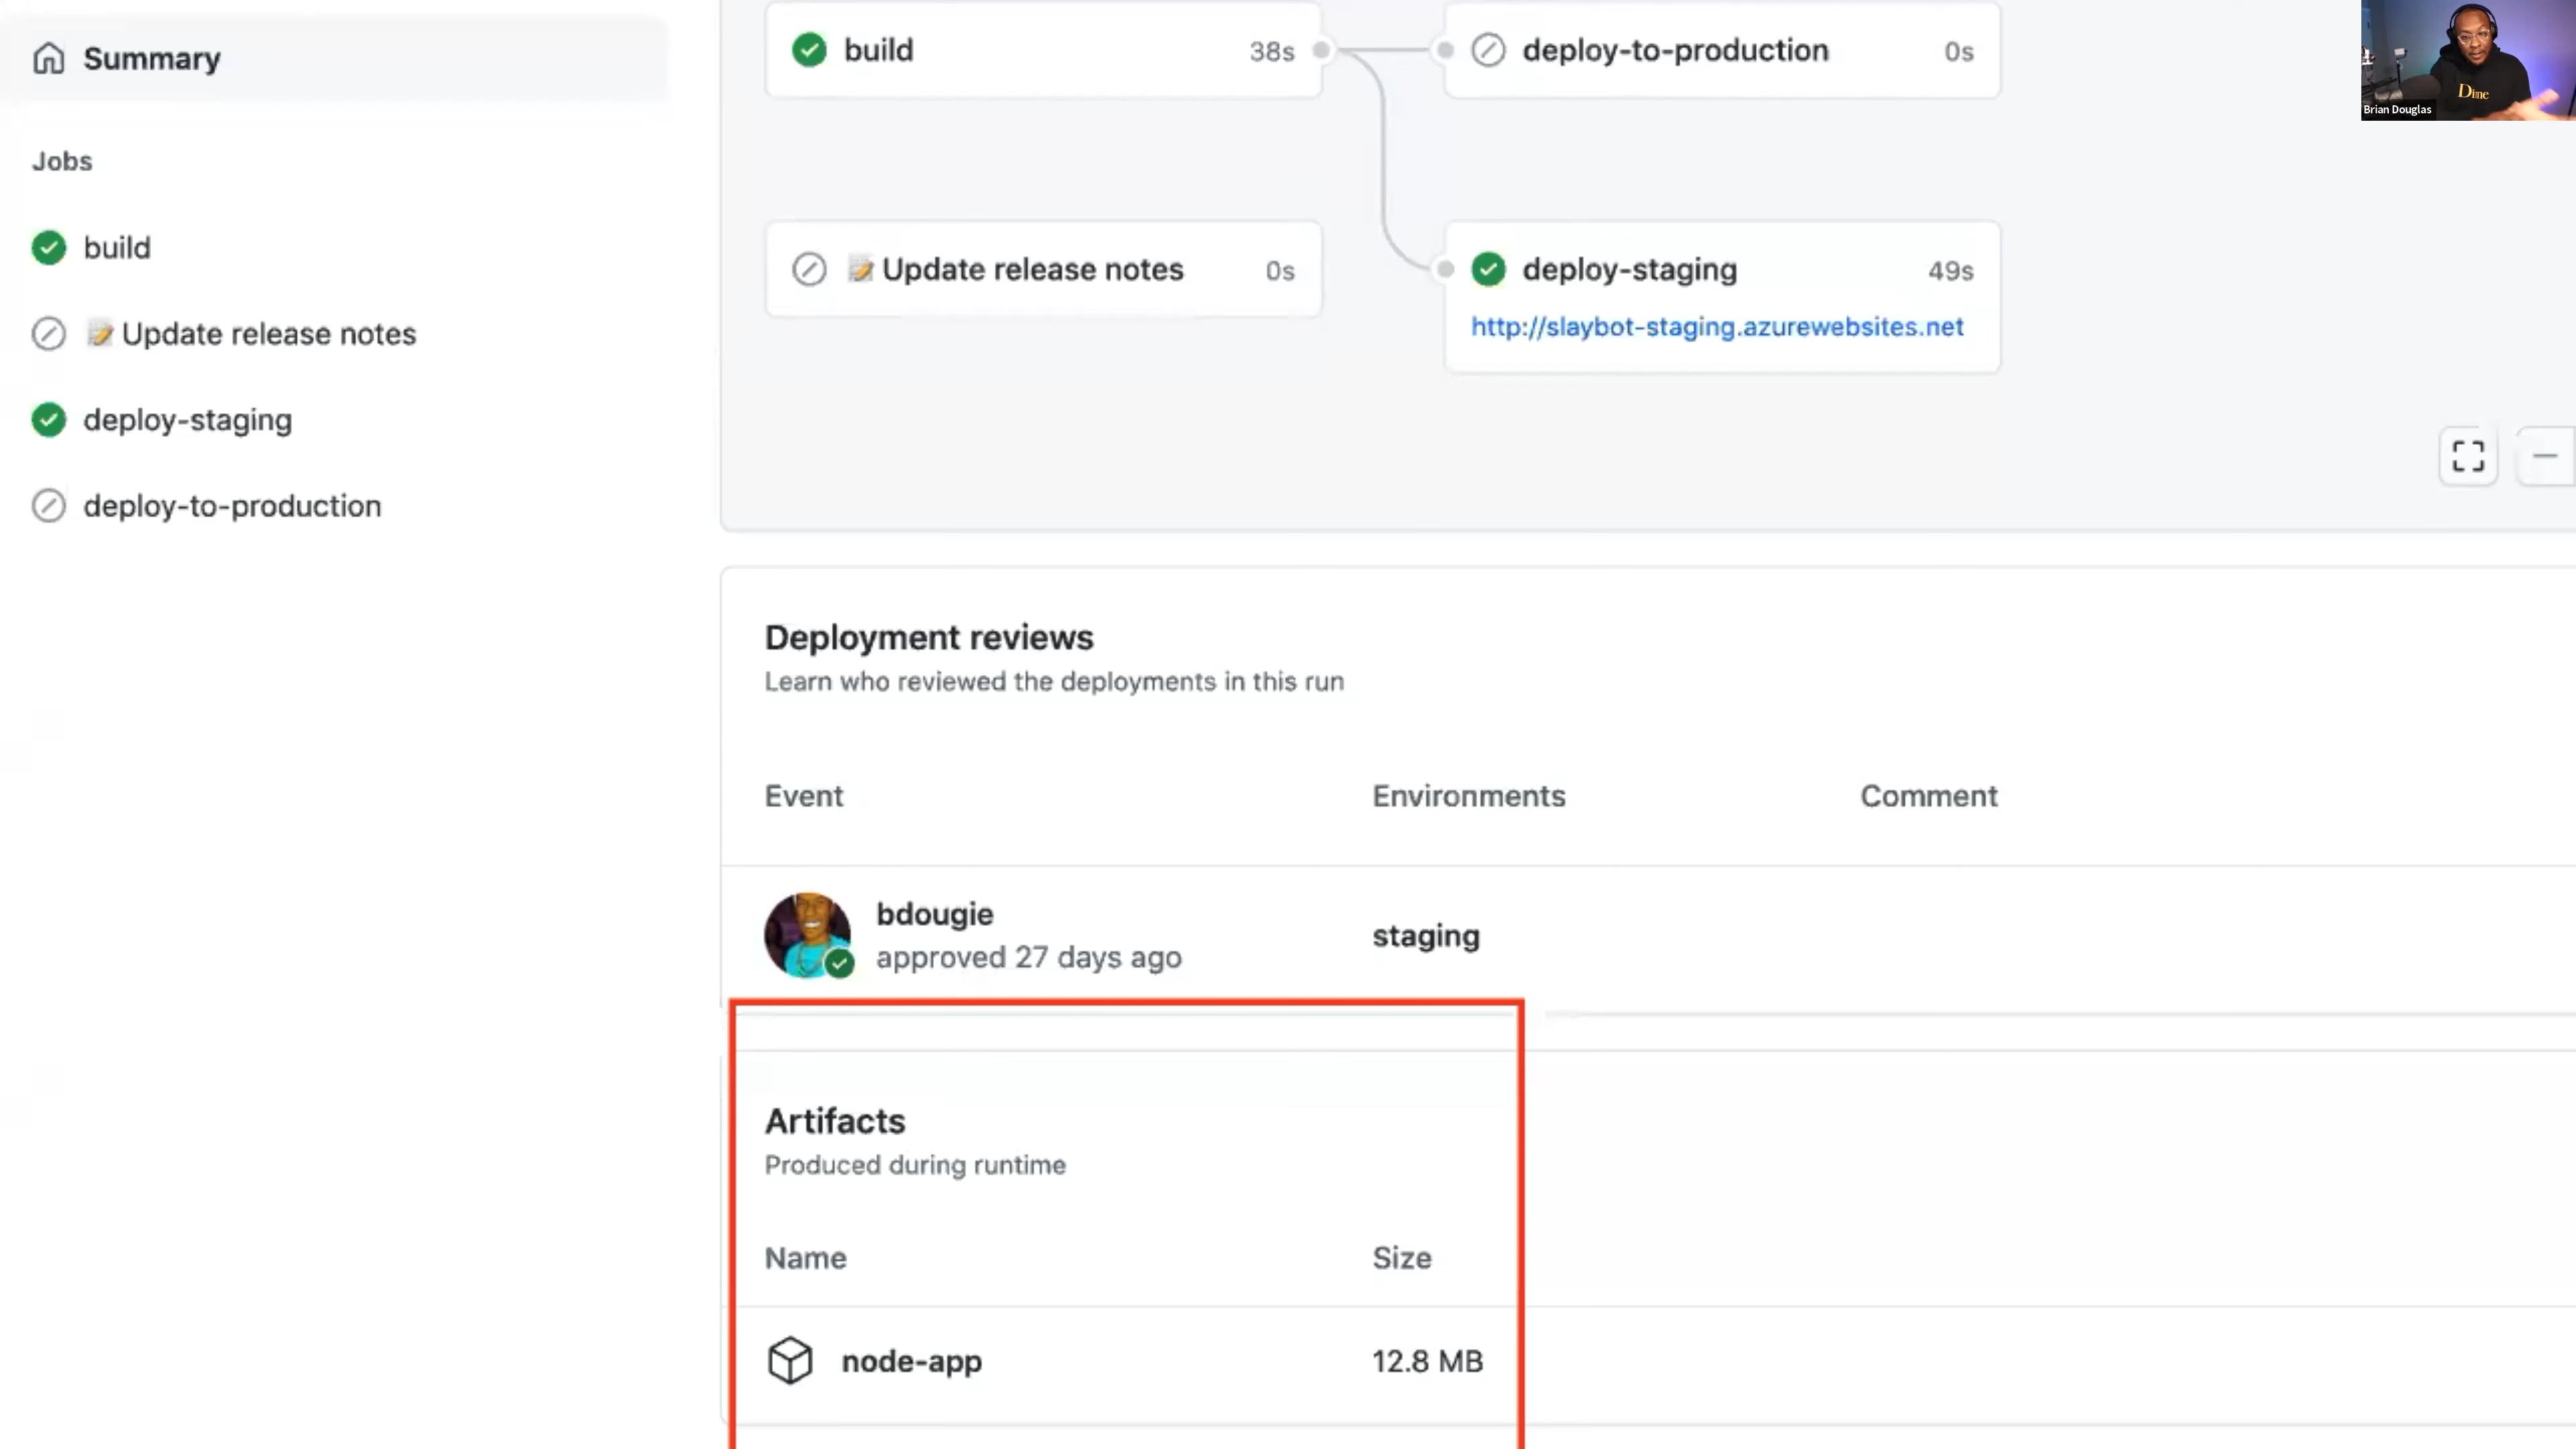 Summary
Jobs
build
📝 Update release notes
deploy-staging
deploy-to-production
build 38s
deploy-to-production 0s
📝 Update release notes 0s
deploy-staging 49s
http://slaybot-staging.azurewebsites.net
Deployment reviews
Learn who reviewed the deployments in this run
Event Environments Comment
bdougie
approved 27 days ago
staging
Artifacts
Produced during runtime
Name Size
node-app 12.8 MB
Dime
Brian Douglas